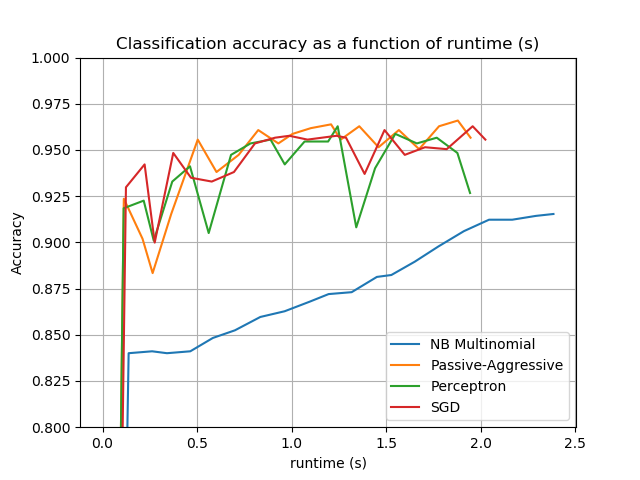 Classification accuracy as a function of runtime (s)
1.000
0.975
0.950
0.925
0.900
0.875
0.850
0.825
0.800
Accuracy
NB Multinomial
Passive-Aggressive
Perceptron
SGD
0.0 0.5 1.0 1.5 2.0 2.5
runtime (s)